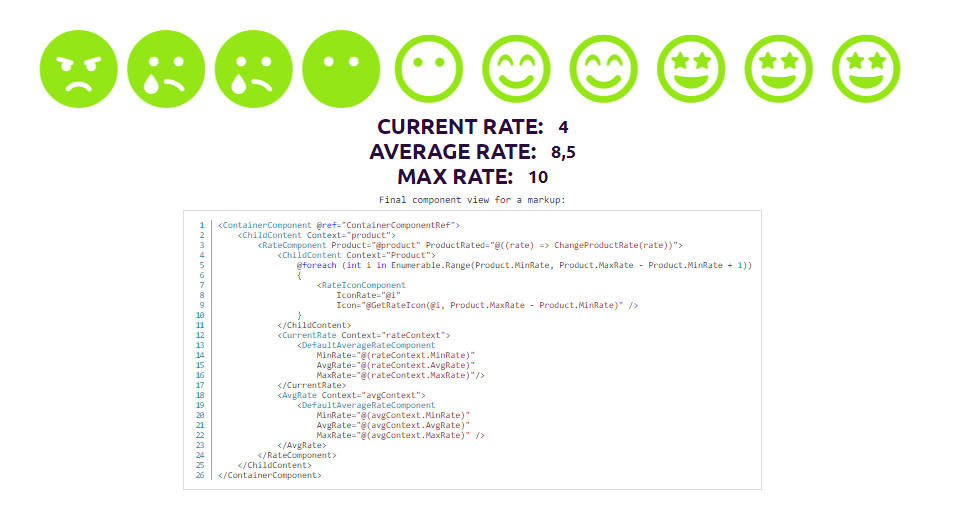 CURRENT RATE: 4
AVERAGE RATE: 8,5
MAX RATE: 10
Final component view for a markup:
1 <ContainerComponent @ref="ContainerComponentRef">
2 <ChildContent Context="product">
3 <RateComponent Product="@product" ProductRated="@((rate) => ChangeProductRate(rate))">
4 <ChildContent Context="Product">
5 @foreach (int i in Enumerable.Range(Product.MinRate, Product.MaxRate - Product.MinRate + 1))
6 {
7 <RateIconComponent
8 IconRate="@i"
9 Icon="@GetRateIcon(@i, Product.MaxRate - Product.MinRate)" />
10 }
11 </ChildContent>
12 <CurrentRate Context="rateContext">
13 <DefaultAverageRateComponent
14 MinRate="@(rateContext.MinRate)"
15 AvgRate="@(rateContext.AvgRate)"
16 MaxRate="@(rateContext.MaxRate)"/>
17 </CurrentRate>
18 <AvgRate Context="avgContext">
19 <DefaultAverageRateComponent
20 MinRate="@(avgContext.MinRate)"
21 AvgRate="@(avgContext.AvgRate)"
22 MaxRate="@(avgContext.MaxRate)" />
23 </AvgRate>
24 </RateComponent>
25 </ChildContent>
26 </ContainerComponent>